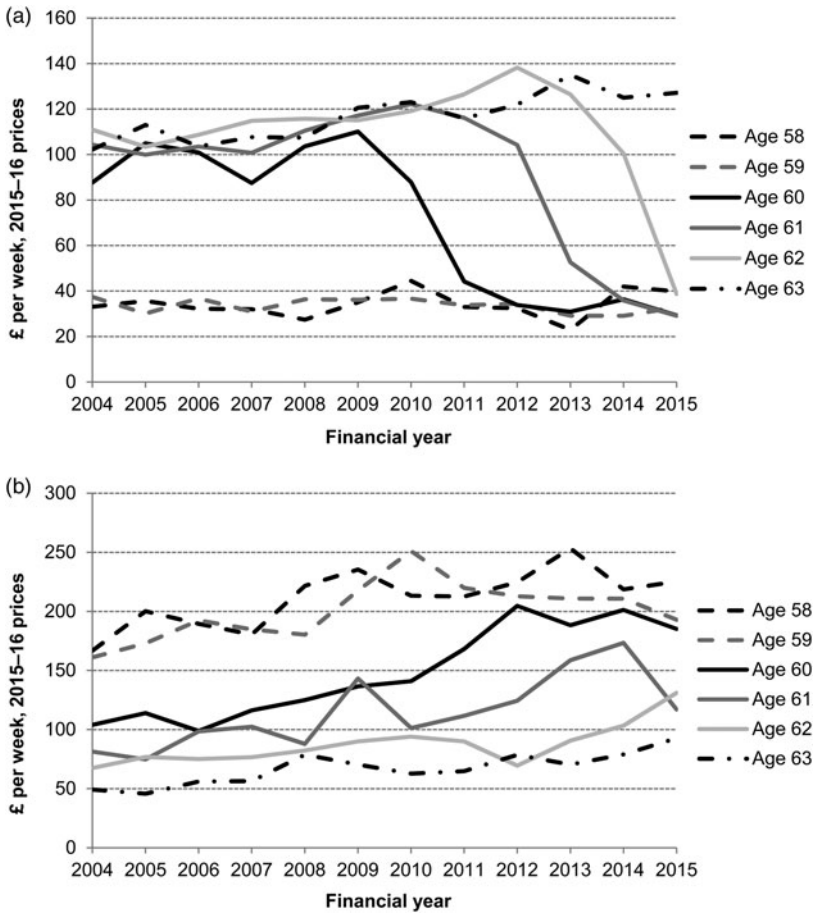 (a)
160
140
120
100
80
60
40
20
0
£ per week, 2015–16 prices
2004 2005 2006 2007 2008 2009 2010 2011 2012 2013 2014 2015
Financial year
Age 58
Age 59
Age 60
Age 61
Age 62
Age 63
(b)
300
250
200
150
100
50
0
£ per week, 2015–16 prices
2004 2005 2006 2007 2008 2009 2010 2011 2012 2013 2014 2015
Financial year
Age 58
Age 59
Age 60
Age 61
Age 62
Age 63